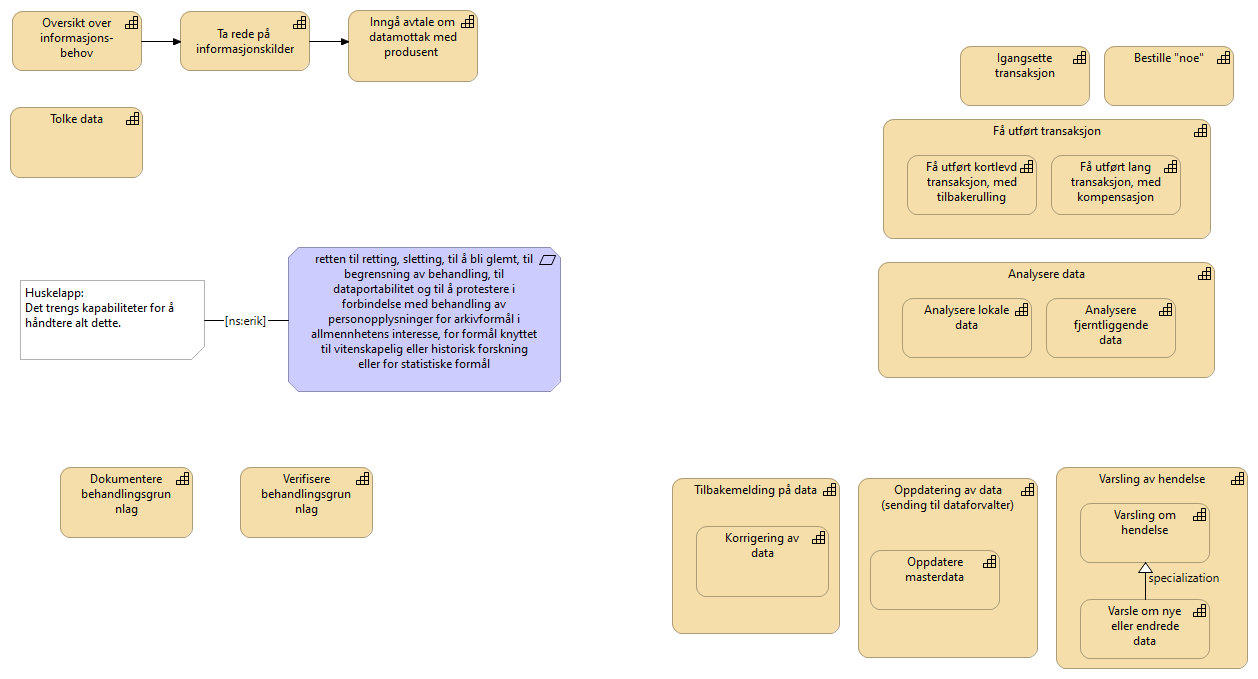 Oversikt over
informasjons-
behov
Ta rede på
informasjonskilder
Inngå avtale om
datamottak med
produsent
Igangsette
transaksjon
Bestille "noe"
Tolke data
Få utført transaksjon
Få utført kortlevd
transaksjon, med
tilbakerulling
Få utført lang
transaksjon, med
kompensasjon
Huskelapp:
Det trengs kapabiliteter for å
håndtere alt dette.
[ns:erik]
retten til retting, sletting, til å bli glemt, til
begrensning av behandling, til
dataportabilitet og til å protestere i
forbindelse med behandling av
personopplysninger for arkivformål i
allmennhetens interesse, for formål knyttet
til vitenskapelig eller historisk forskning
eller for statistiske formål
Analysere data
Analysere lokale
data
Analysere
fjerntliggende
data
Dokumentere
behandlingsgrun
nlag
Verifisere
behandlingsgrun
nlag
Tilbakemelding på data
Korrigering av
data
Oppdatering av data
(sending til dataforvalter)
Oppdatere
masterdata
Varsling av hendelse
Varsling om
hendelse
specialization
Varsle om nye
eller endrede
data